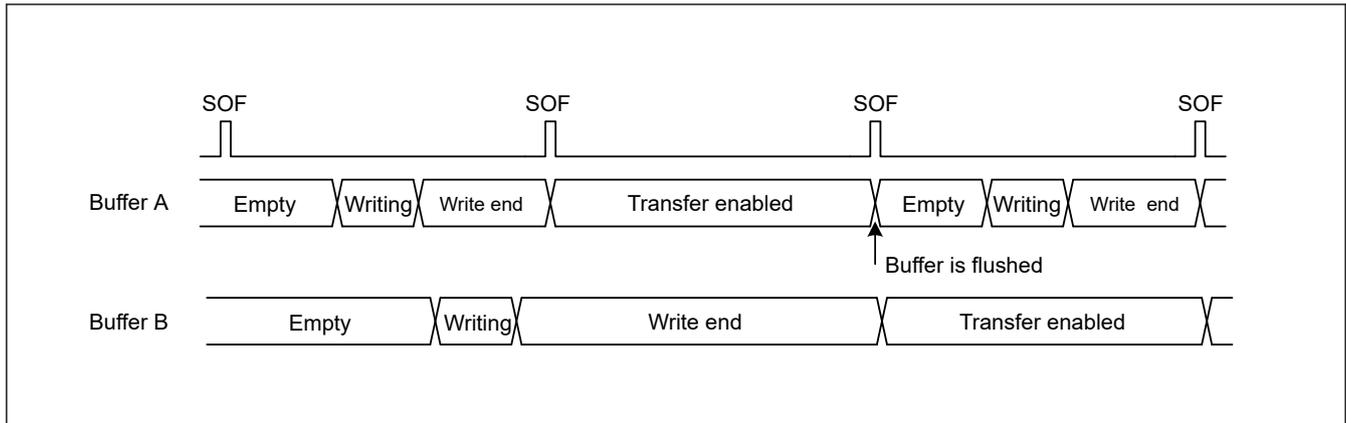 SOF SOF SOF SOF
Buffer A Empty Writing Write end Transfer enabled Empty Writing Write end
Buffer is flushed
Buffer B Empty Writing Write end Transfer enabled